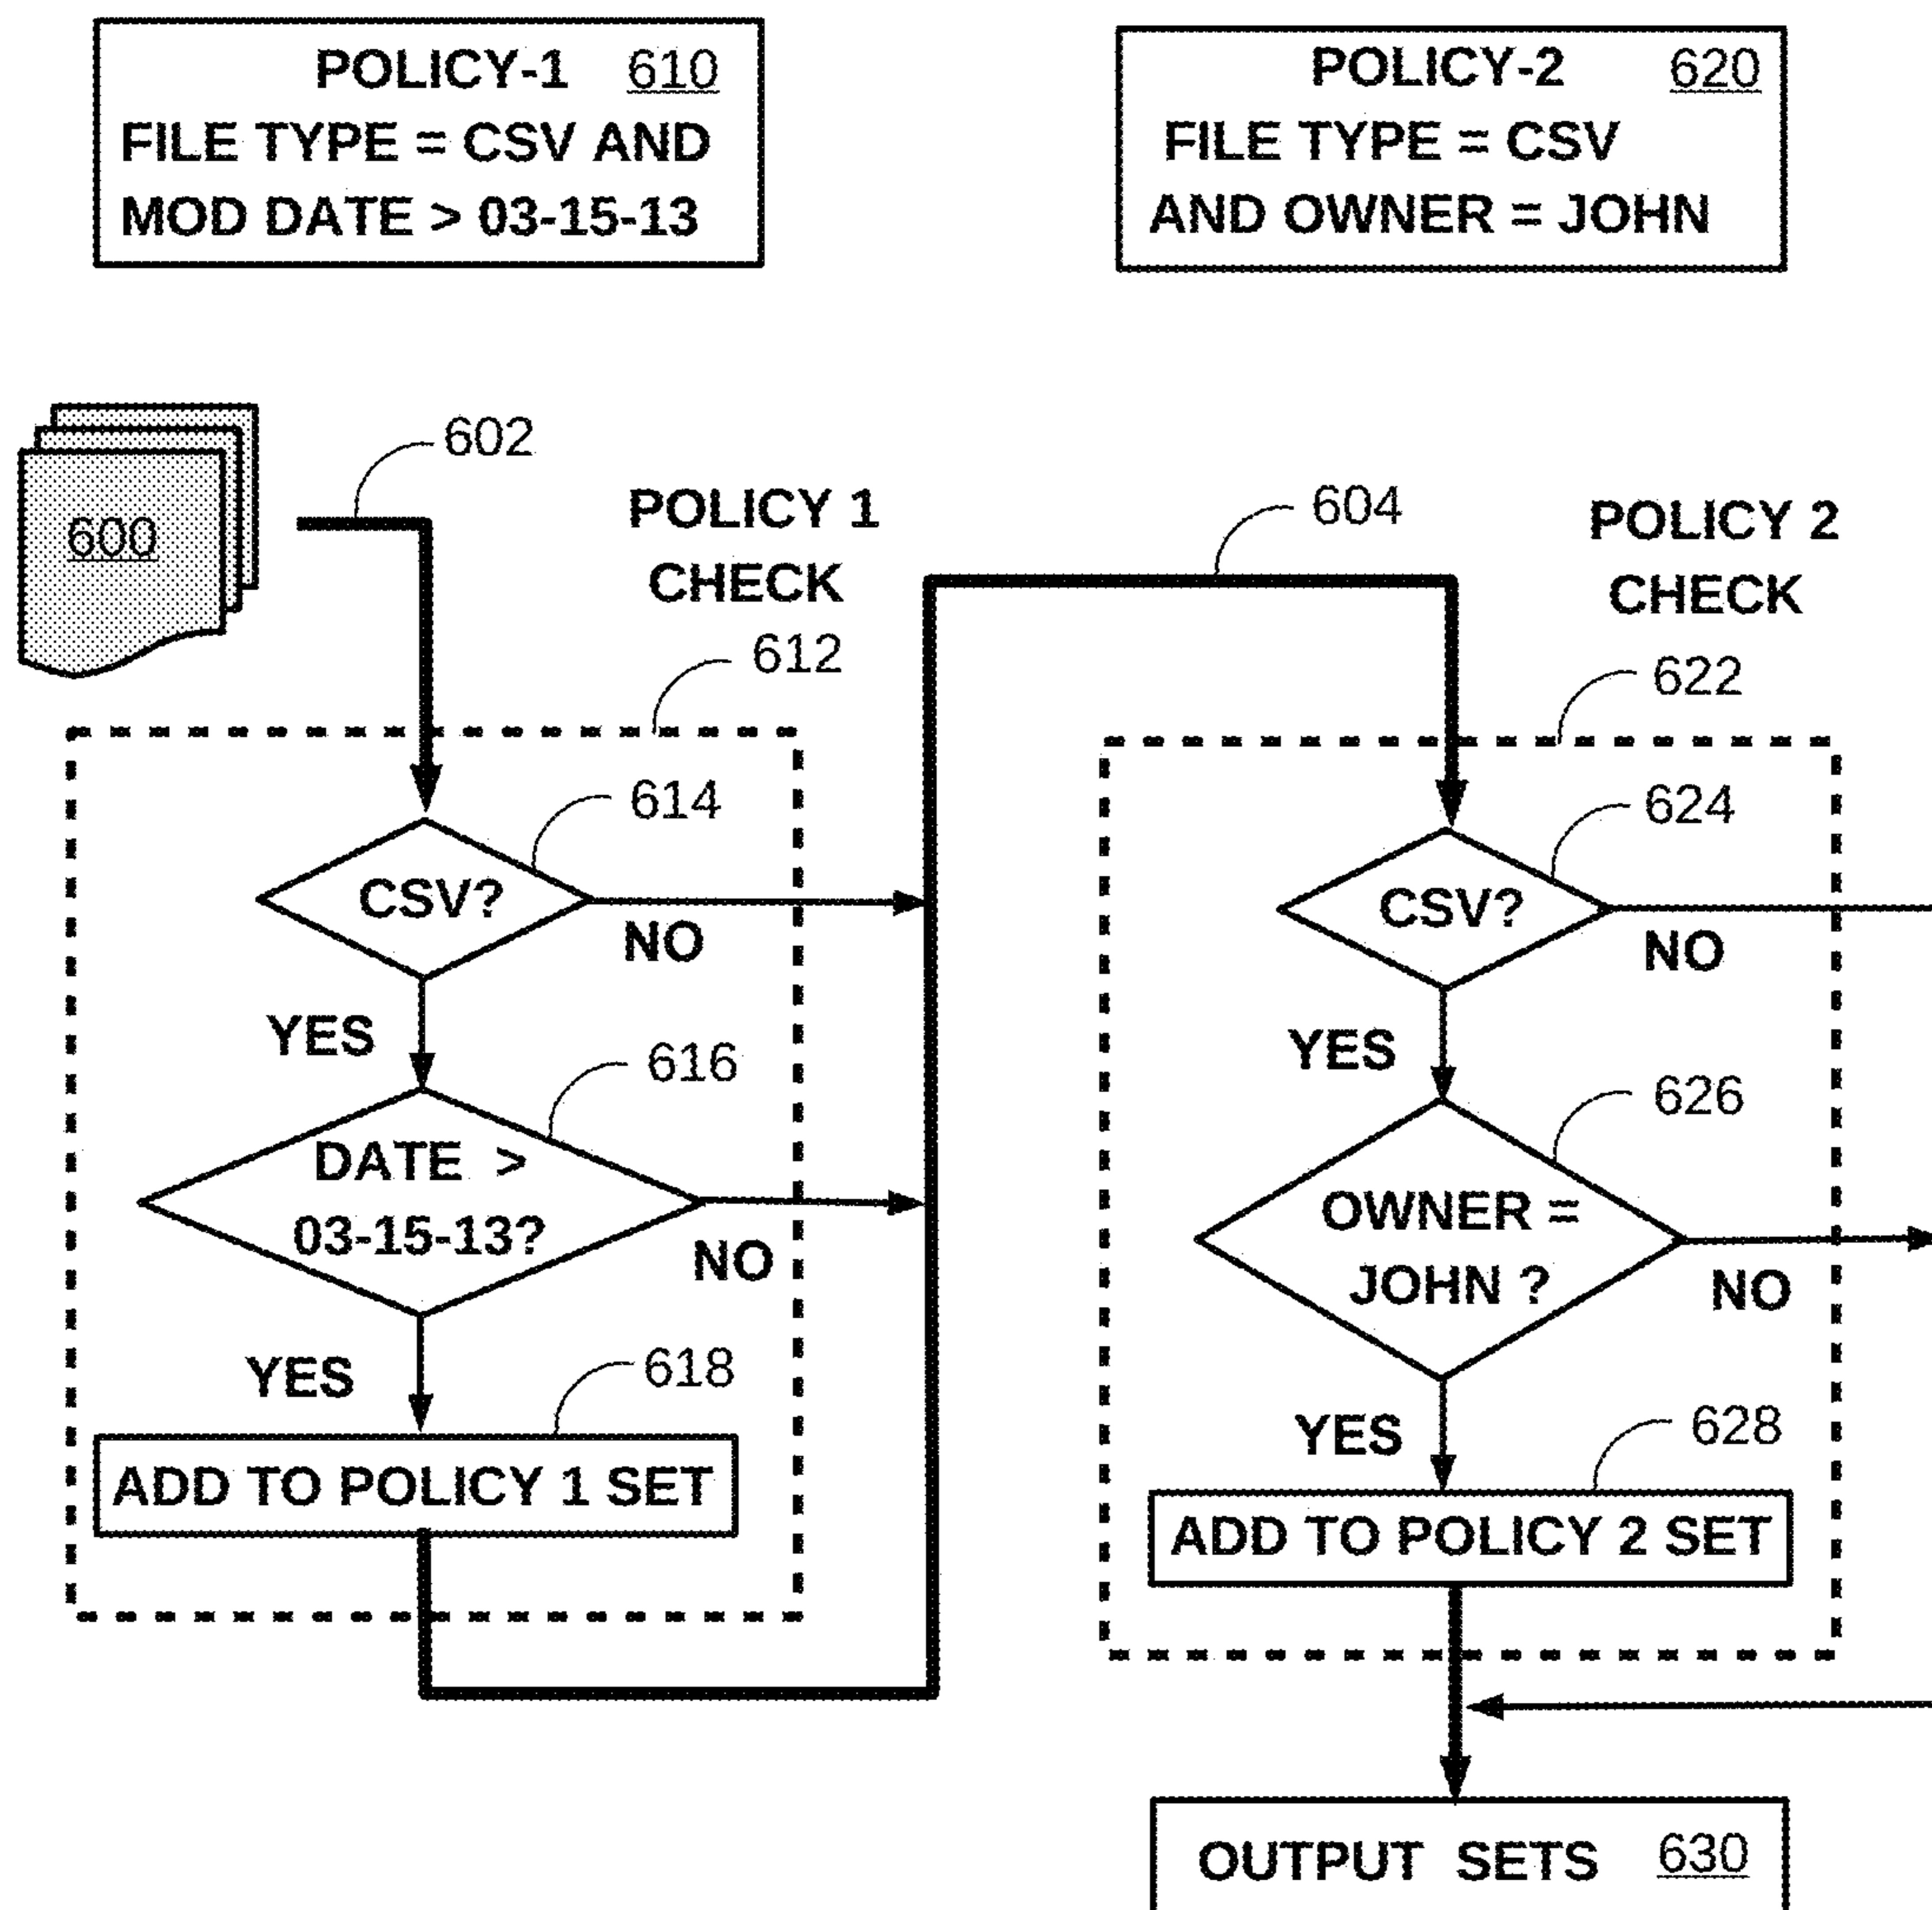 POLICY-1 610
FILE TYPE = CSV AND
MOD DATE > 03-15-13
POLICY-2 620
FILE TYPE = CSV
AND OWNER = JOHN
600
602
POLICY 1
CHECK
612
604
POLICY 2
CHECK
622
614
CSV?
NO
YES
616
DATE >
03-15-13?
NO
YES
618
ADD TO POLICY 1 SET
624
CSV?
NO
YES
626
OWNER =
JOHN ?
NO
YES
628
ADD TO POLICY 2 SET
OUTPUT SETS 630